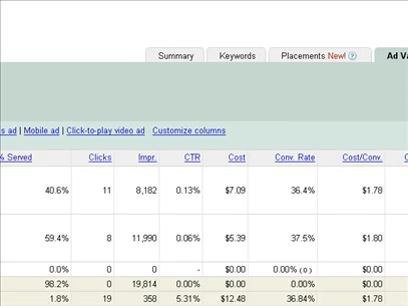 Summary Keywords Placements New! Ad
ad | Mobile ad | Click-to-play video ad Customize columns
% Served Clicks Impr. CTR Cost Conv. Rate Cost/Conv.
40.6% 11 8,182 0.13% $7.09 36.4% $1.78
59.4% 8 11,990 0.06% $5.39 37.5% $1.80
0.0% 0 0 - $0.00 0.00% (0) $0.00
98.2% 0 19,814 0.00% $0.00 0.00% $0.00
1.8% 19 358 5.31% $12.48 36.84% $1.78